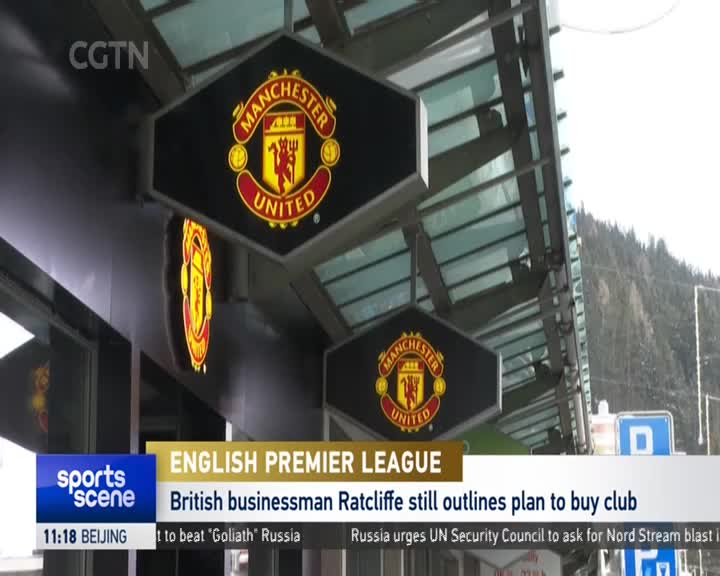 CGTN
MANCHESTER
UNITED
®
MANCHESTER
UNITED
P
ENGLISH PREMIER LEAGUE
sports
scene
British businessman Ratcliffe still outlines plan to buy club
11:18 BEIJING
t to beat "Goliath" Russia
Russia urges UN Security Council to ask for Nord Stream blast i
P